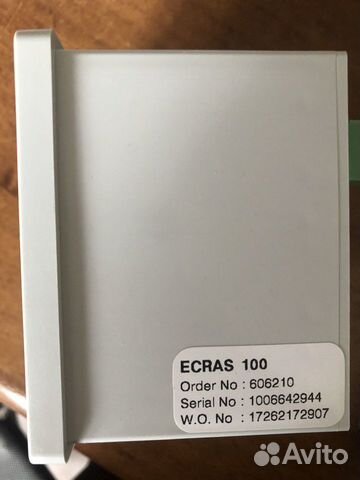 ECRAS 100
Order No : 606210
Serial No : 1006642944
W.O. No : 17262172907
Avito